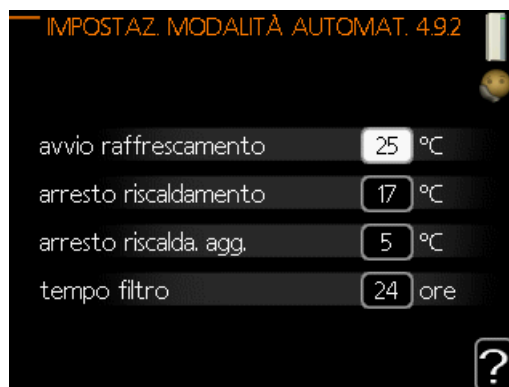 IMPOSTAZ. MODALITÀ AUTOMAT. 4.9.2
avvio raffrescamento 25 °C
arresto riscaldamento 17 °C
arresto riscalda. agg. 5 °C
tempo filtro 24 ore
?